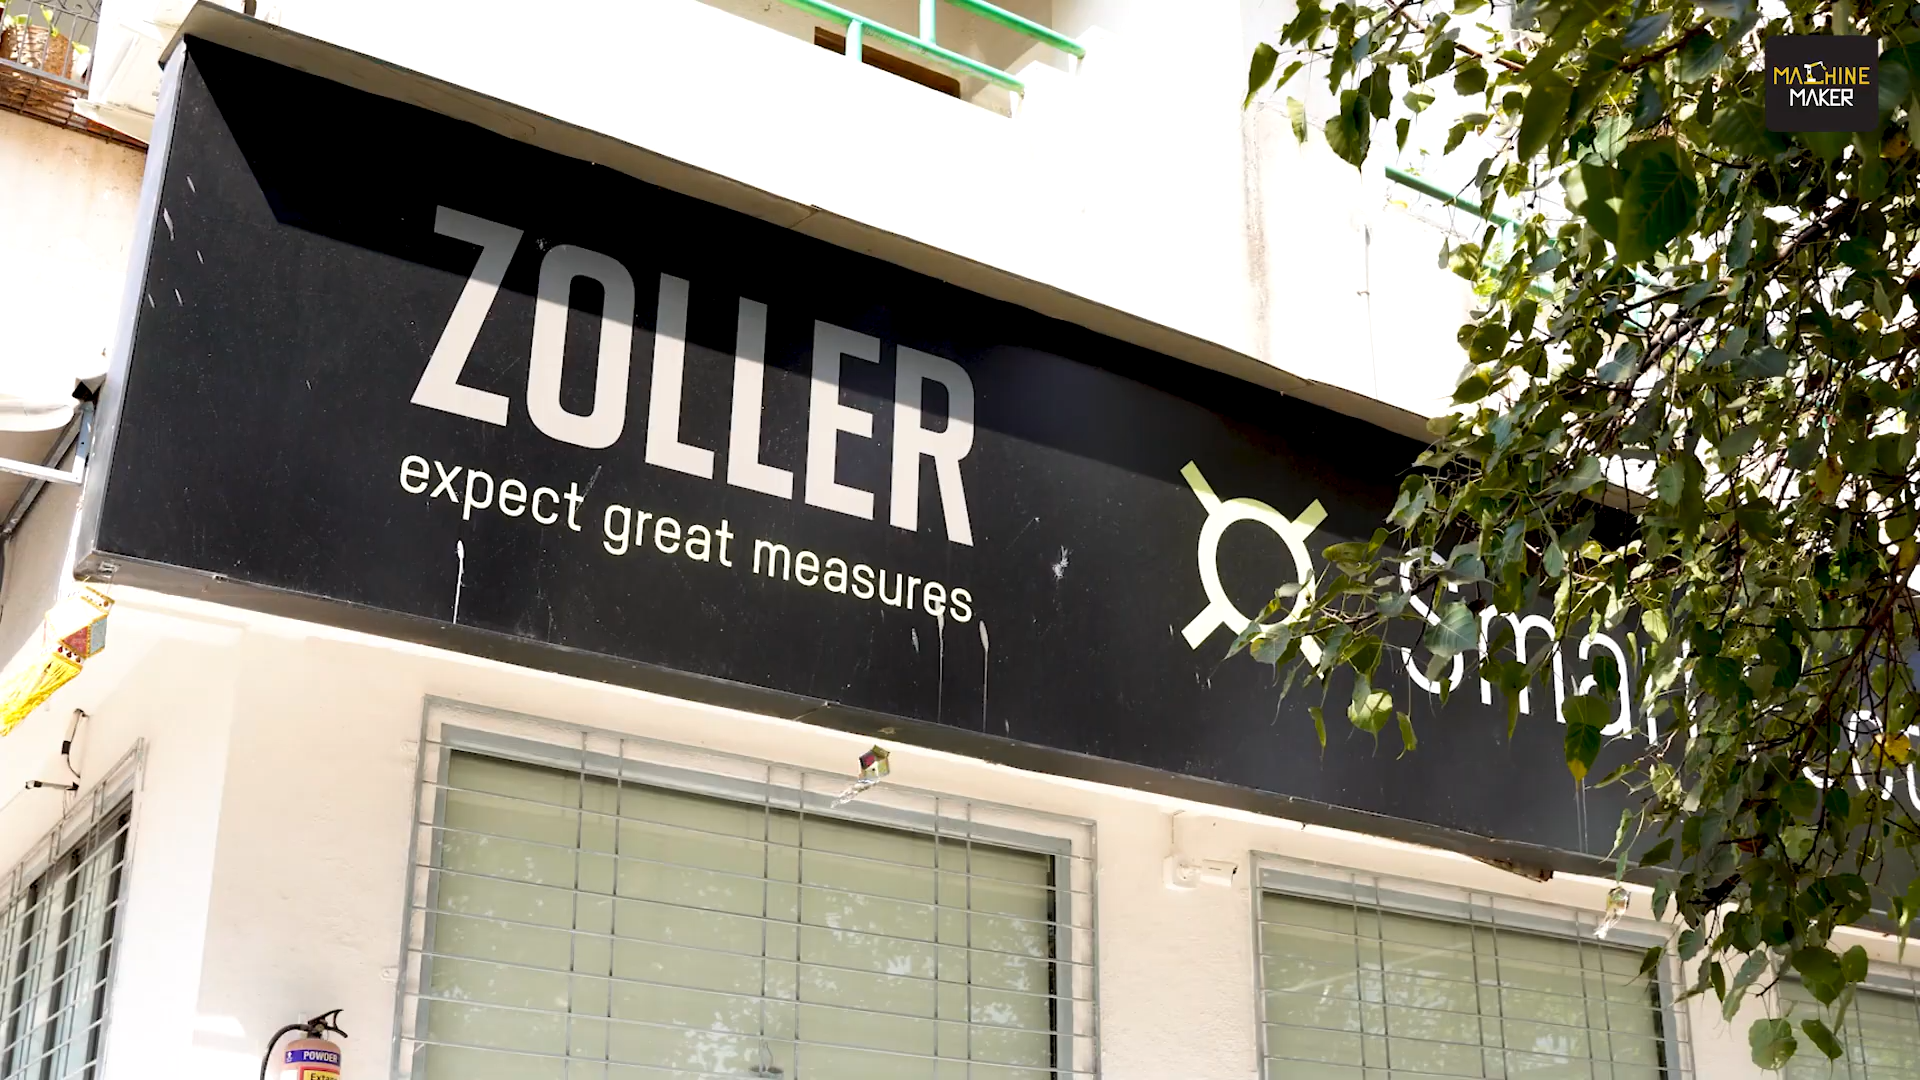 MACHINE
MAKER
ZOLLER
expect great measures
POWDER